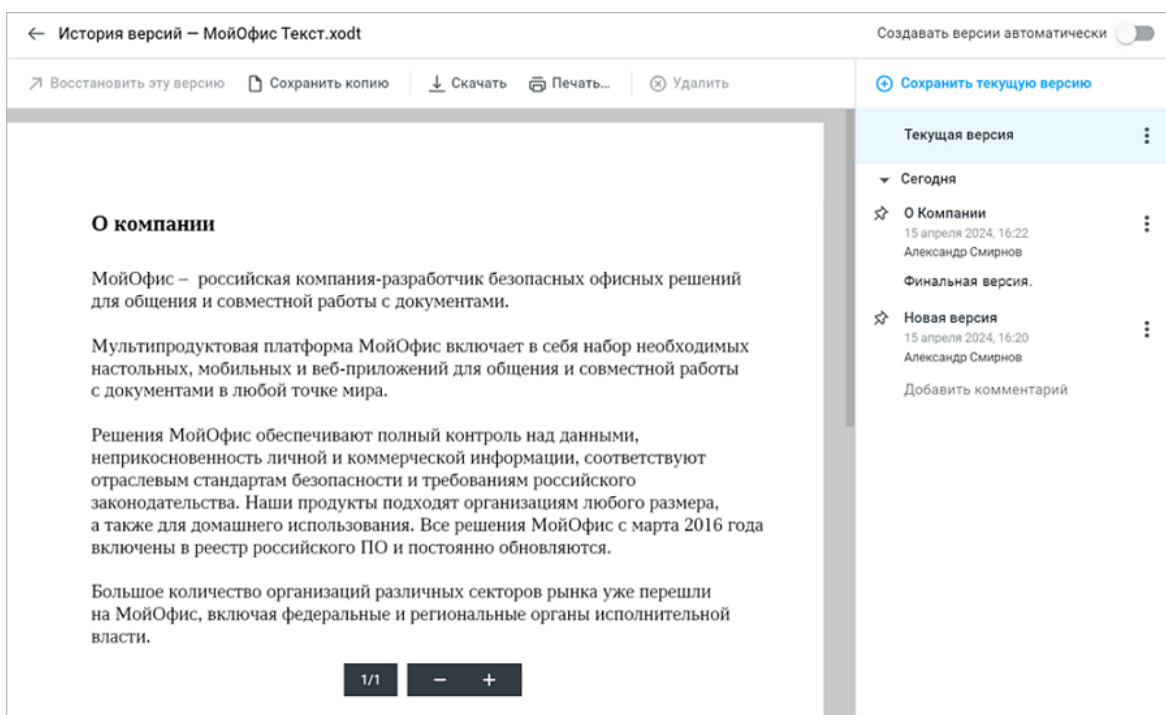 История версий — МойОфис Текст.xodt
Создавать версии автоматически
Восстановить эту версию Сохранить копию Скачать Печать... Удалить
Сохранить текущую версию
Текущая версия
Сегодня
О Компании
15 апреля 2024, 16:22
Александр Смирнов
Финальная версия.
Новая версия
15 апреля 2024, 16:20
Александр Смирнов
Добавить комментарий
О компании
МойОфис – российская компания-разработчик безопасных офисных решений
для общения и совместной работы с документами.
Мультипродуктовая платформа МойОфис включает в себя набор необходимых
настольных, мобильных и веб-приложений для общения и совместной работы
с документами в любой точке мира.
Решения МойОфис обеспечивают полный контроль над данными,
неприкосновенность личной и коммерческой информации, соответствуют
отраслевым стандартам безопасности и требованиям российского
законодательства. Наши продукты подходят организациям любого размера,
а также для домашнего использования. Все решения МойОфис с марта 2016 года
включены в реестр российского ПО и постоянно обновляются.
Большое количество организаций различных секторов рынка уже перешли
на МойОфис, включая федеральные и региональные органы исполнительной
власти.
1/1